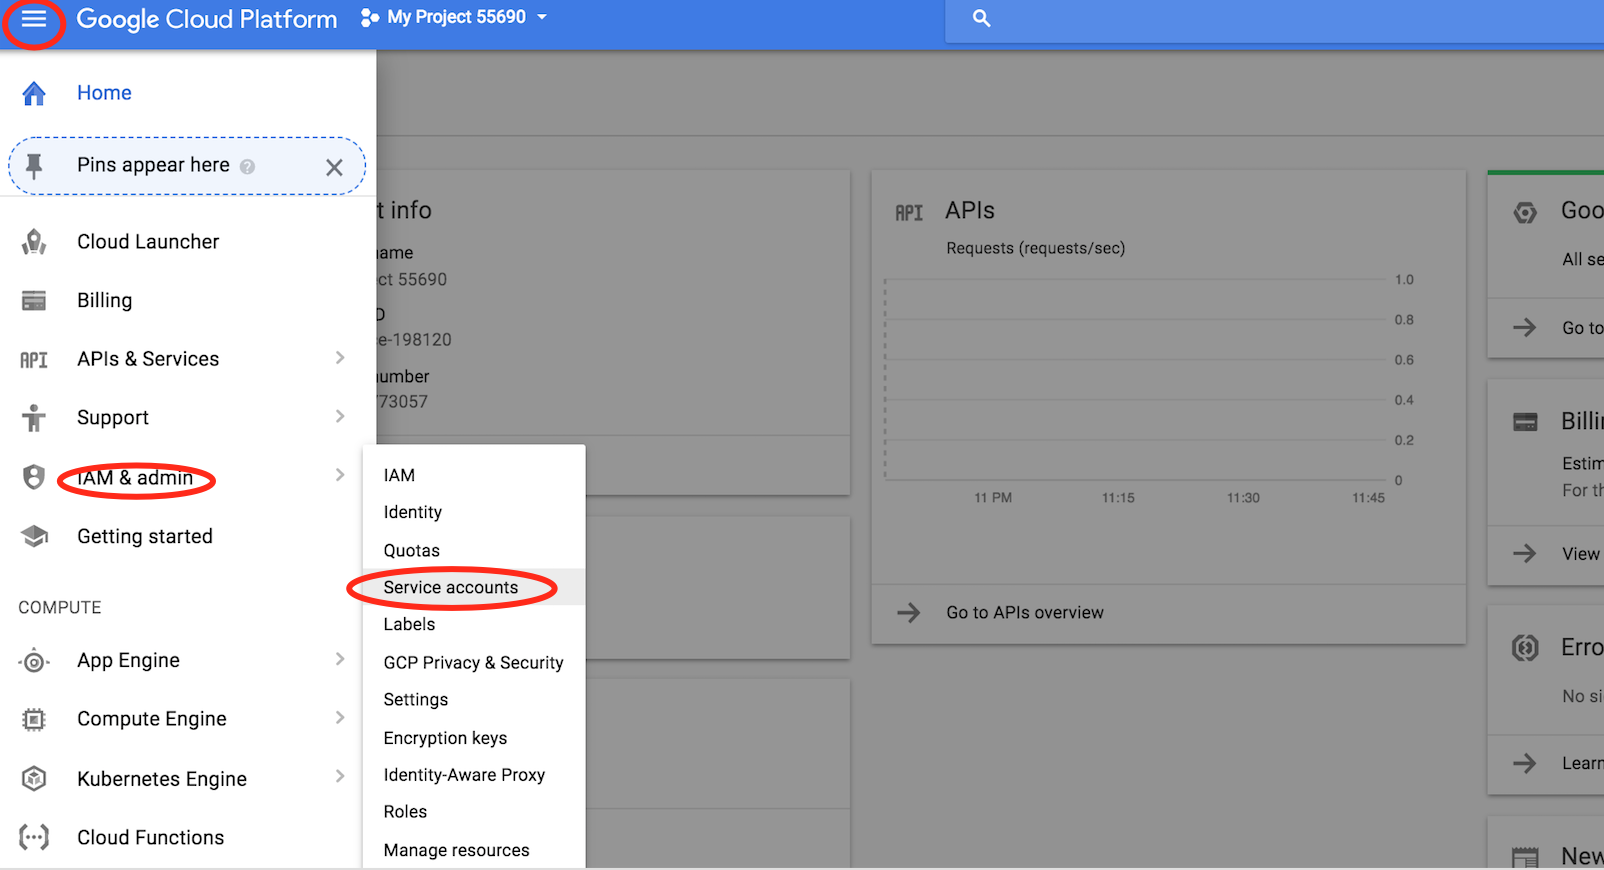 Google Cloud Platform
My Project 55690
Home
Pins appear here
Cloud Launcher
Billing
API
APIs & Services
Support
IAM & admin
Getting started
COMPUTE
App Engine
Compute Engine
Kubernetes Engine
Cloud Functions
IAM
Identity
Quotas
Service accounts
Labels
GCP Privacy & Security
Settings
Encryption keys
Identity-Aware Proxy
Roles
Manage resources
t info
ame
ct 55690
D
e-198120
umber
73057
API
APIs
Requests (requests/sec)
1.0
0.8
0.6
0.4
0.2
0
11 PM
11:15
11:30
11:45
Go to APIs overview
Goo
All se
Go to
Billi
Estim
For th
View
Erro
No si
Learn
New